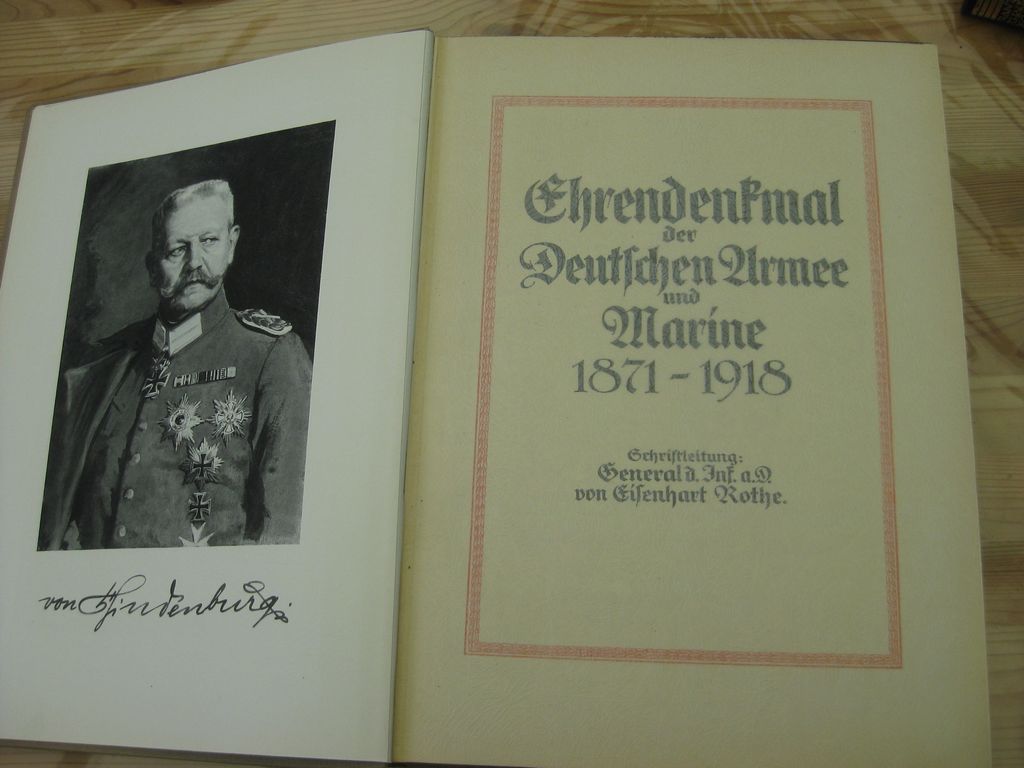 von Hindenburg.
Ehrendenkmal
der
Deutschen Armee
und
Marine
1871 - 1918
Schriftleitung:
General d. Inf. a.D.
von Eisenhart Rothe.